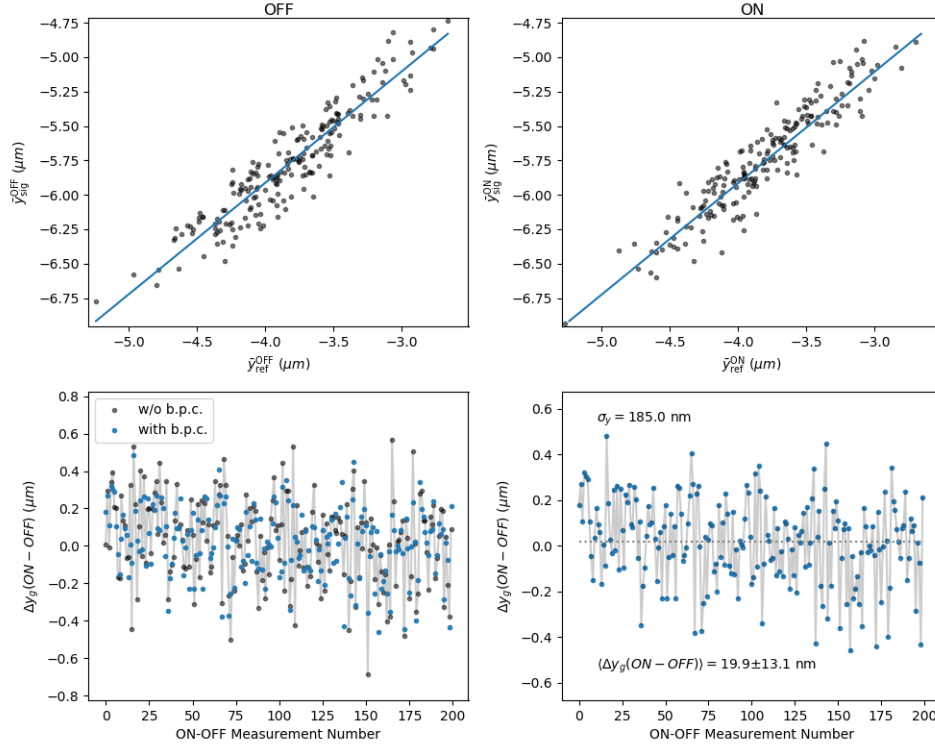 OFF
−4.75
−5.00
−5.25
−5.50
−5.75
−6.00
−6.25
−6.50
−6.75
ȳ_sig^OFF (μm)
−5.0 −4.5 −4.0 −3.5 −3.0
ȳ_ref^OFF (μm)
ON
−4.75
−5.00
−5.25
−5.50
−5.75
−6.00
−6.25
−6.50
−6.75
ȳ_sig^ON (μm)
−5.0 −4.5 −4.0 −3.5 −3.0
ȳ_ref^ON (μm)
0.8
0.6
0.4
0.2
0.0
−0.2
−0.4
−0.6
−0.8
Δy_g(ON − OFF) (μm)
w/o b.p.c.
with b.p.c.
0 25 50 75 100 125 150 175 200
ON-OFF Measurement Number
0.6
0.4
0.2
0.0
−0.2
−0.4
−0.6
Δy_g(ON − OFF) (μm)
σ_y = 185.0 nm
⟨Δy_g(ON − OFF)⟩ = 19.9±13.1 nm
0 25 50 75 100 125 150 175 200
ON-OFF Measurement Number